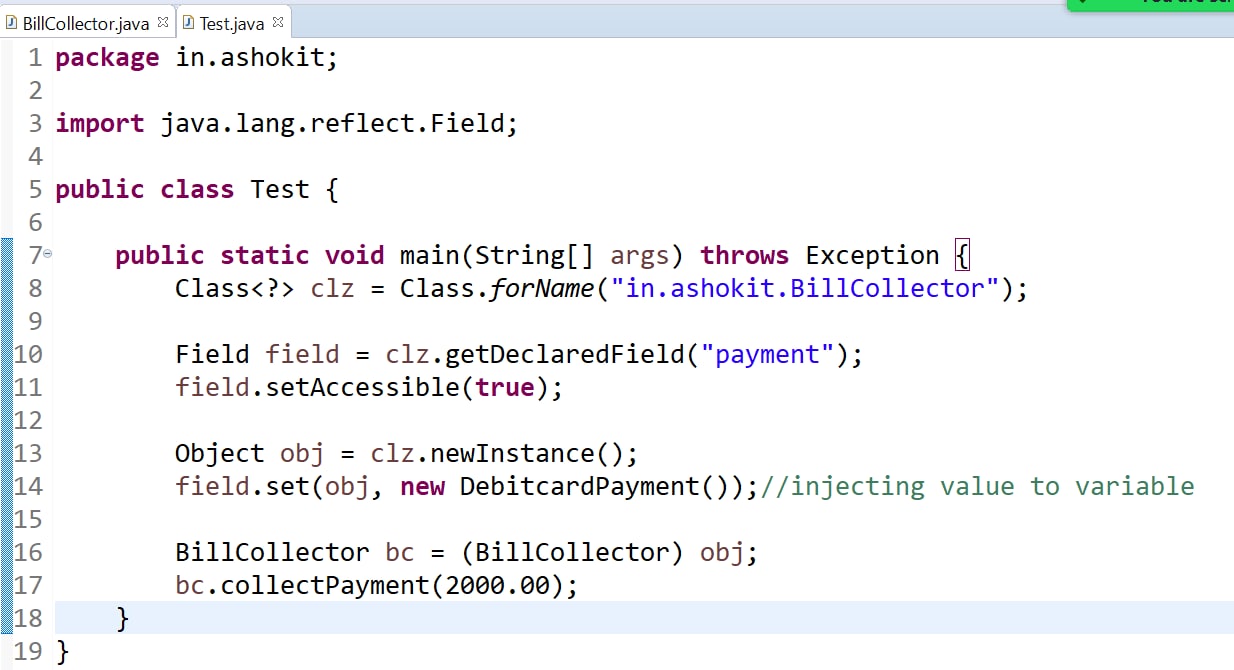 BillCollector.java Test.java
1 package in.ashokit;
2
3 import java.lang.reflect.Field;
4
5 public class Test {
6
7 public static void main(String[] args) throws Exception {
8 Class<?> clz = Class.forName("in.ashokit.BillCollector");
9
10 Field field = clz.getDeclaredField("payment");
11 field.setAccessible(true);
12
13 Object obj = clz.newInstance();
14 field.set(obj, new DebitcardPayment());//injecting value to variable
15
16 BillCollector bc = (BillCollector) obj;
17 bc.collectPayment(2000.00);
18 }
19 }